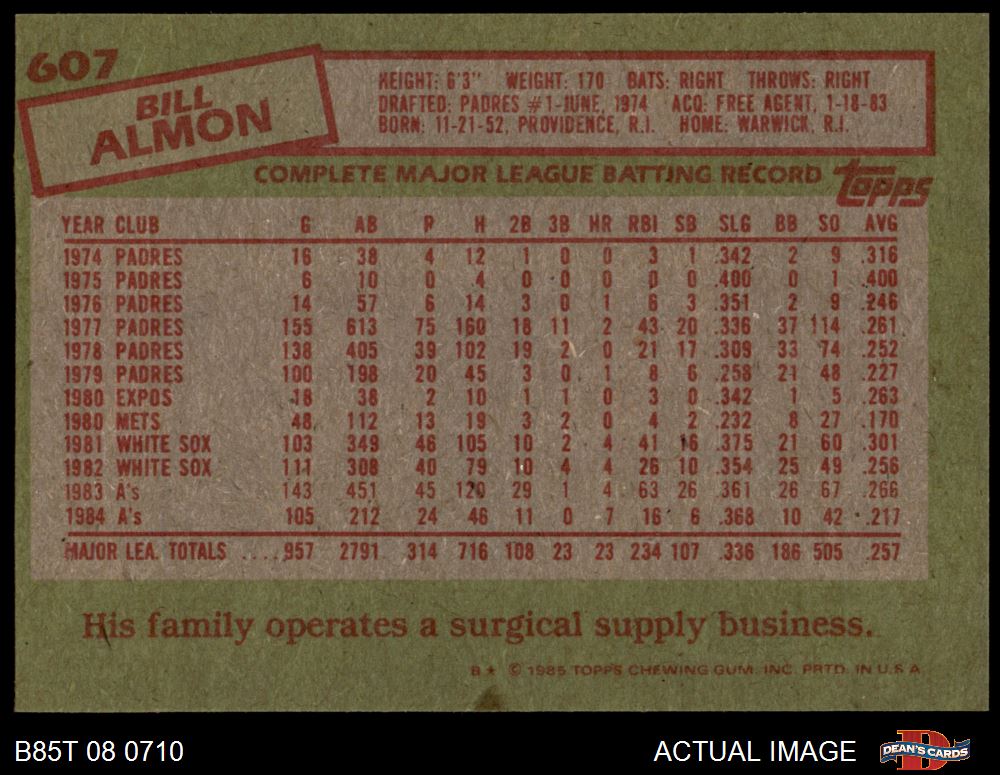 607
BILL
ALMON
HEIGHT: 6'3" WEIGHT: 170 BATS: RIGHT THROWS: RIGHT
DRAFTED: PADRES #1-JUNE, 1974 ACQ: FREE AGENT, 1-18-83
BORN: 11-21-52, PROVIDENCE, R.I. HOME: WARWICK, R.I.
COMPLETE MAJOR LEAGUE BATTING RECORD topps
YEAR CLUB G AB R H 2B 3B HR RBI SB SLG BB SO AVG
1974 PADRES 16 38 4 12 1 0 0 3 1 .342 2 9 .316
1975 PADRES 6 10 0 4 0 0 0 0 0 .400 0 1 .400
1976 PADRES 14 57 6 14 3 0 1 6 3 .351 2 9 .246
1977 PADRES 155 613 75 160 18 11 2 43 20 .336 37 114 .261
1978 PADRES 138 405 39 102 19 2 0 21 17 .309 33 74 .252
1979 PADRES 100 198 20 45 3 0 1 8 6 .258 21 48 .227
1980 EXPOS 18 38 2 10 1 1 0 3 0 .342 1 5 .263
1980 METS 48 112 13 19 3 2 0 4 2 .232 8 27 .170
1981 WHITE SOX 103 349 46 105 10 2 4 41 16 .375 21 60 .301
1982 WHITE SOX 111 308 40 79 10 4 4 26 10 .354 25 49 .256
1983 A's 143 451 45 120 29 1 4 63 26 .361 26 67 .266
1984 A's 105 212 24 46 11 0 7 16 6 .368 10 42 .217
MAJOR LEA. TOTALS .... 957 2791 314 716 108 23 23 234 107 .336 186 505 .257
His family operates a surgical supply business.
B★ © 1985 TOPPS CHEWING GUM, INC. PRTD. IN U.S.A.
B85T 08 0710 ACTUAL IMAGE DEAN'S CARDS